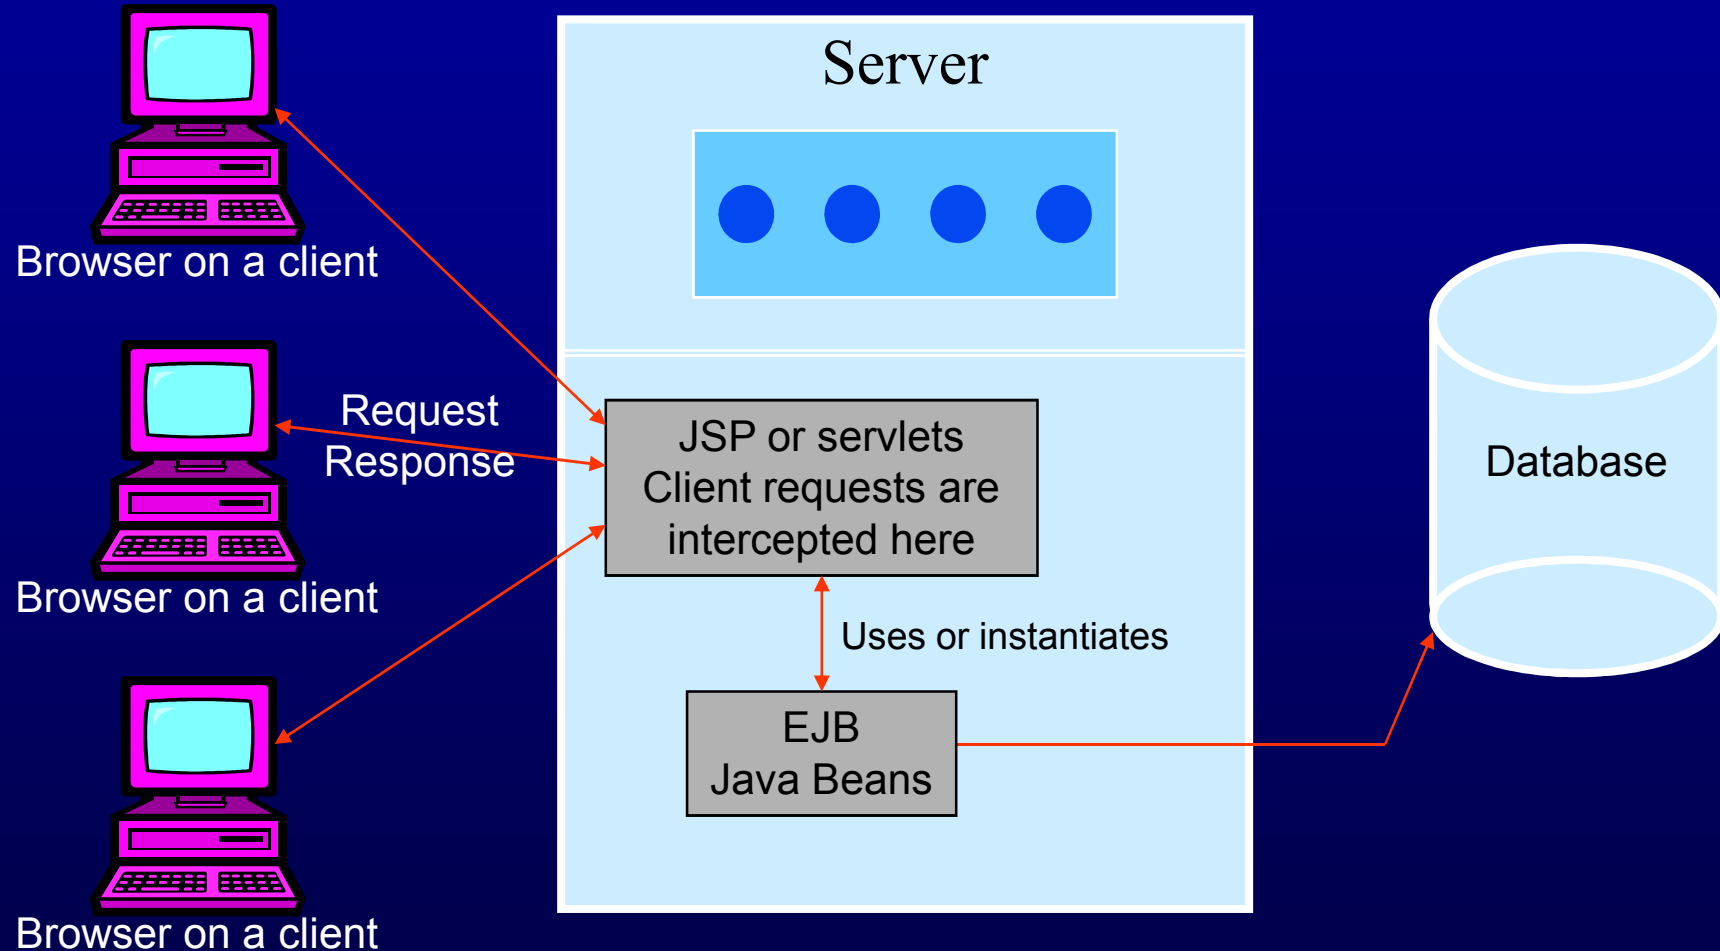 Server
Browser on a client
Request
Response
Browser on a client
Browser on a client
JSP or servlets
Client requests are
intercepted here
Uses or instantiates
EJB
Java Beans
Database